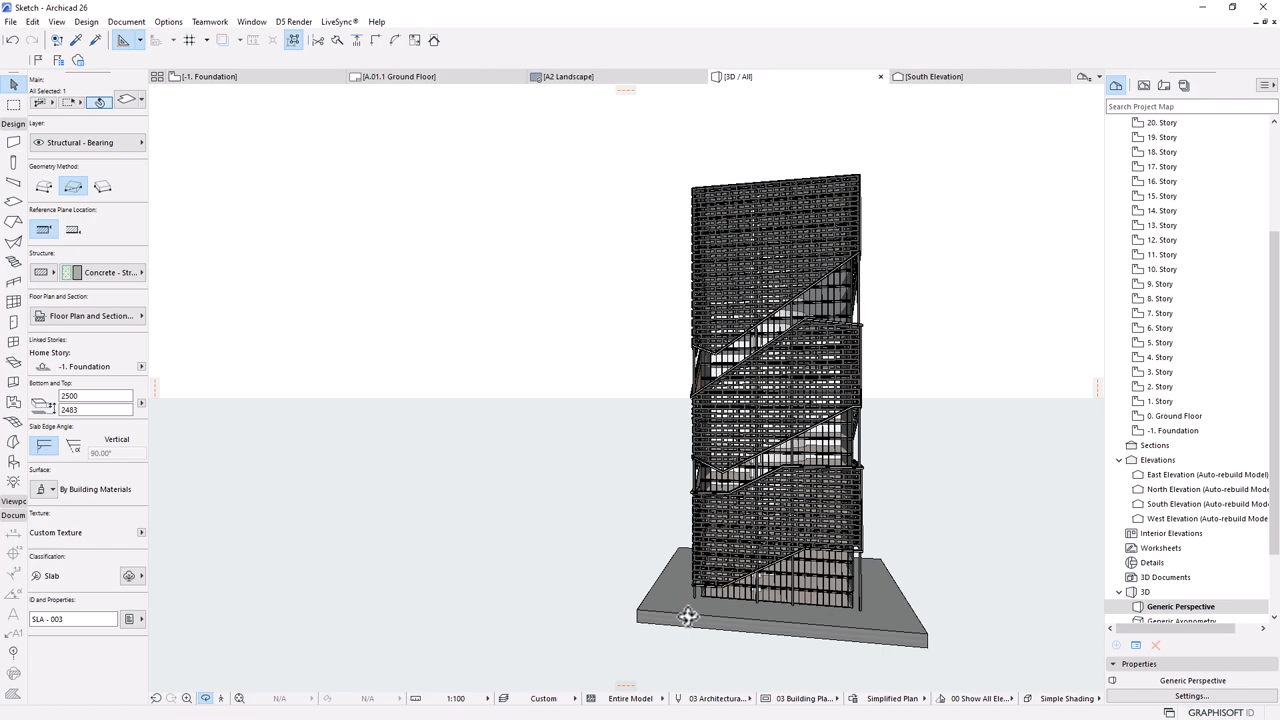 Sketch - Archicad 26
File Edit View Design Document Options Teamwork Window D5 Render LiveSync® Help
[-1. Foundation] [A.01.1 Ground Floor] [A2 Landscape] [3D / All] [South Elevation]
Main:
All Selected: 1
Design
Layer:
Structural - Bearing
Geometry Method:
Reference Plane Location:
Structure:
Concrete - Str...
Floor Plan and Section:
Floor Plan and Section...
Linked Stories:
Home Story:
-1. Foundation
Bottom and Top:
2500
Slab Edge Angle:
Vertical
90.00°
Surface:
Viewpc
Docum
Texture:
Custom Texture
Classification:
Slab
ID and Properties:
SLA - 003
Search Project Map
20. Story
19. Story
18. Story
17. Story
16. Story
15. Story
14. Story
13. Story
12. Story
11. Story
10. Story
9. Story
8. Story
7. Story
6. Story
5. Story
4. Story
3. Story
2. Story
1. Story
0. Ground Floor
-1. Foundation
Sections
Elevations
East Elevation (Auto-rebuild Mode
North Elevation (Auto-rebuild Mod
South Elevation (Auto-rebuild Mod
West Elevation (Auto-rebuild Mode
Interior Elevations
Worksheets
Details
3D Documents
3D
Generic Perspective
Generic Axonometry
Properties
Generic Perspective
Settings...
N/A N/A 1:100 Custom Entire Model 03 Architectura... 03 Building Pla... Simplified Plan 00 Show All Ele... Simple Shading
GRAPHISOFT ID